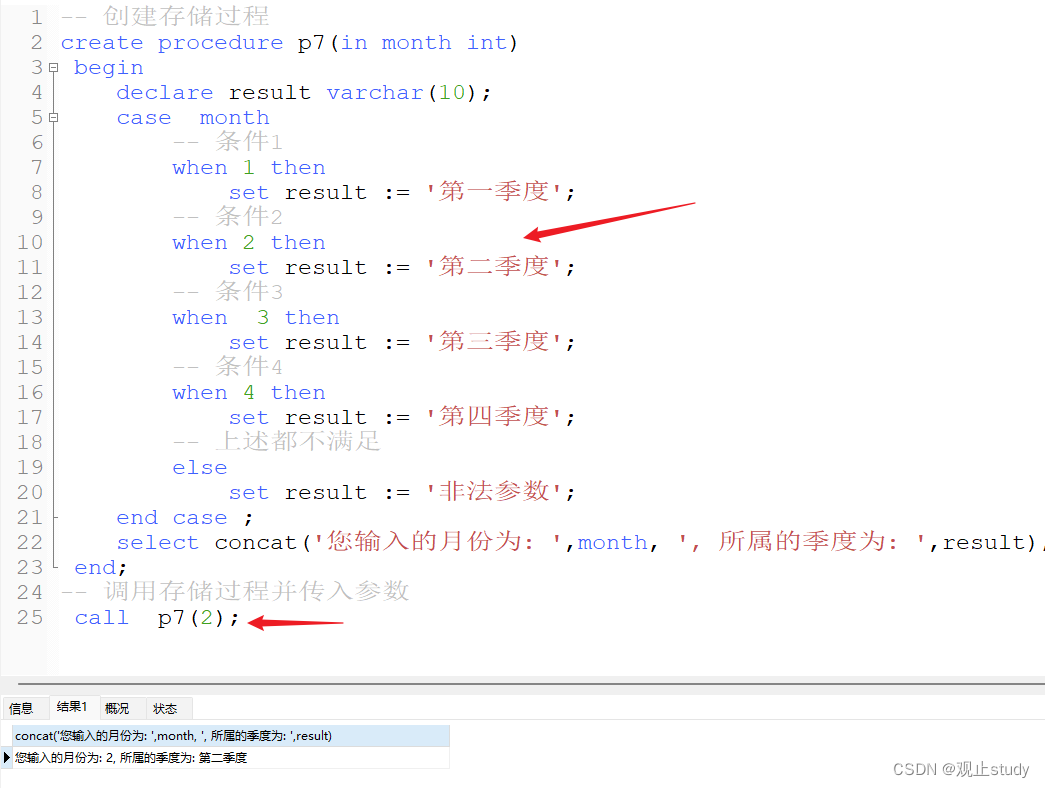 1 -- 创建存储过程
2 create procedure p7(in month int)
3 begin
4 declare result varchar(10);
5 case month
6 -- 条件1
7 when 1 then
8 set result := '第一季度';
9 -- 条件2
10 when 2 then
11 set result := '第二季度';
12 -- 条件3
13 when 3 then
14 set result := '第三季度';
15 -- 条件4
16 when 4 then
17 set result := '第四季度';
18 -- 上述都不满足
19 else
20 set result := '非法参数';
21 end case ;
22 select concat('您输入的月份为: ',month, ', 所属的季度为: ',result)
23 end;
24 -- 调用存储过程并传入参数
25 call p7(2);
信息 结果1 概况 状态
concat('您输入的月份为: ',month, ', 所属的季度为: ',result)
您输入的月份为: 2, 所属的季度为: 第二季度
CSDN @观止study